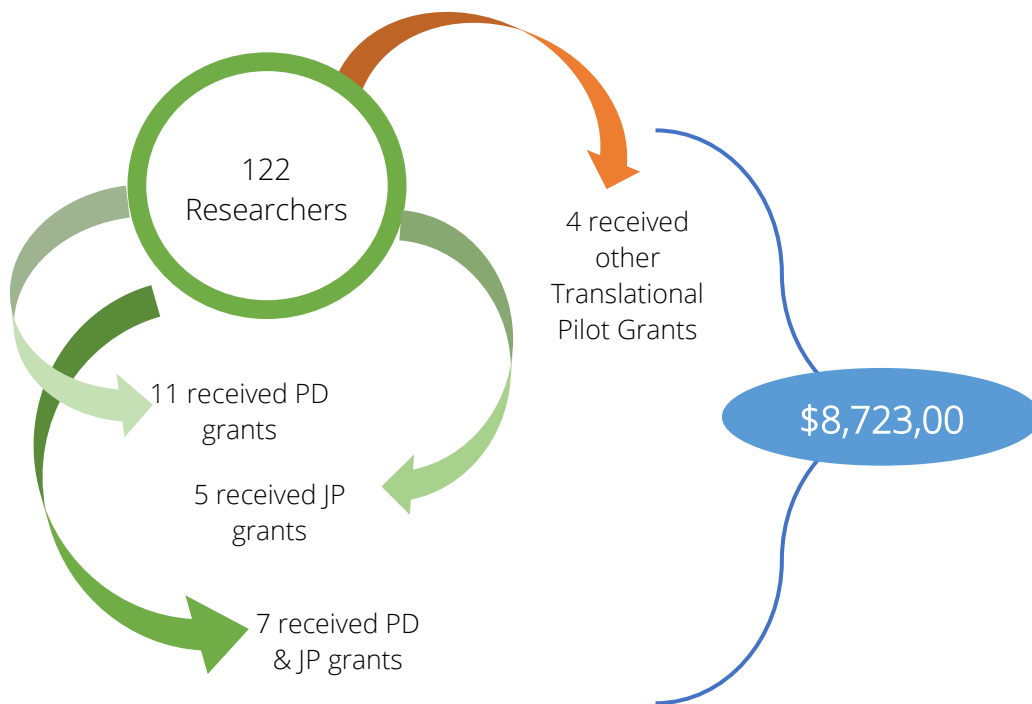 122
Researchers
4 received
other
Translational
Pilot Grants
11 received PD
grants
$8,723,00
5 received JP
grants
7 received PD
& JP grants